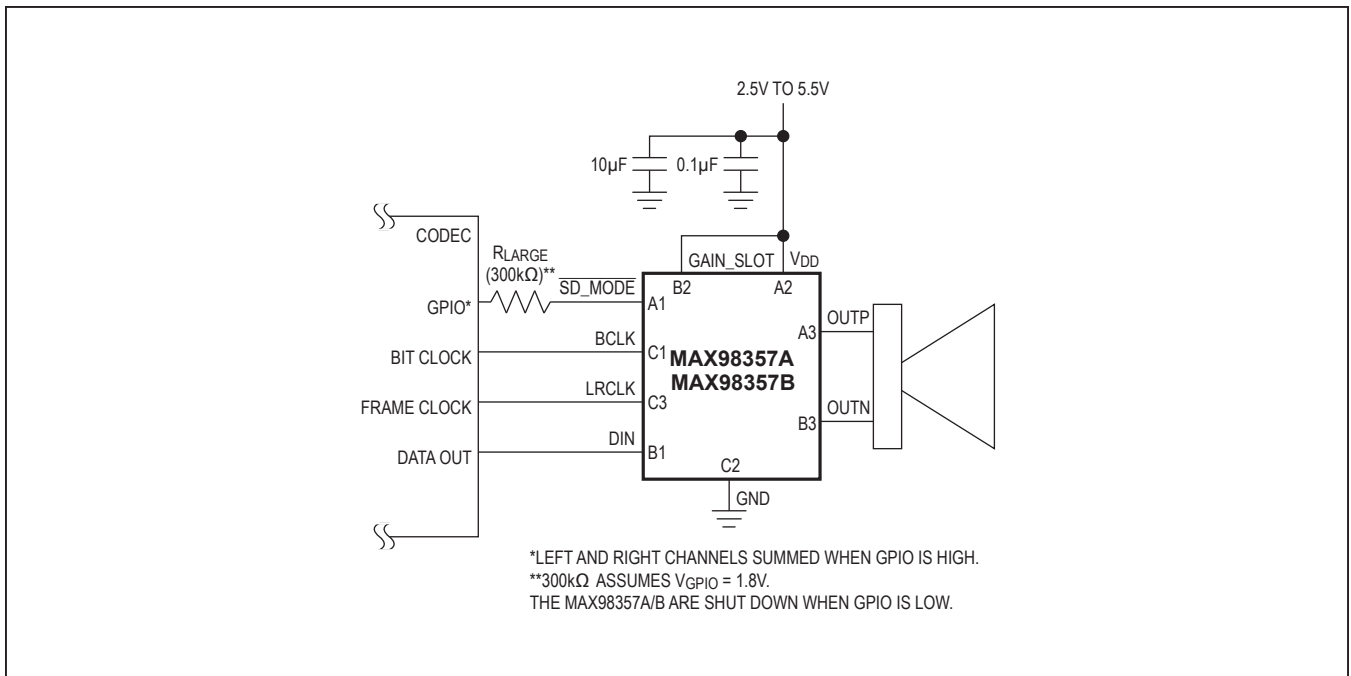 2.5V TO 5.5V
10µF
0.1µF
CODEC
RLARGE
(300kΩ)**
SD_MODE
GAIN_SLOT
VDD
B2
A2
GPIO*
A1
OUTP
A3
BIT CLOCK
BCLK
C1
MAX98357A
MAX98357B
FRAME CLOCK
LRCLK
C3
OUTN
B3
DATA OUT
DIN
B1
C2
GND
*LEFT AND RIGHT CHANNELS SUMMED WHEN GPIO IS HIGH.
**300kΩ ASSUMES VGPIO = 1.8V.
THE MAX98357A/B ARE SHUT DOWN WHEN GPIO IS LOW.